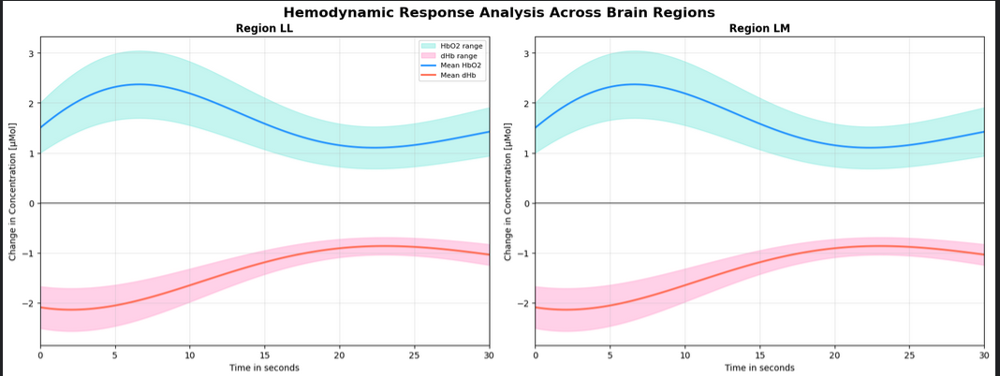 Hemodynamic Response Analysis Across Brain Regions
Region LL
Region LM
HbO2 range
dHb range
Mean HbO2
Mean dHb
Change in Concentration [μMol]
3
2
1
0
−1
−2
0 5 10 15 20 25 30
Time in seconds
Change in Concentration [μMol]
3
2
1
0
−1
−2
0 5 10 15 20 25 30
Time in seconds